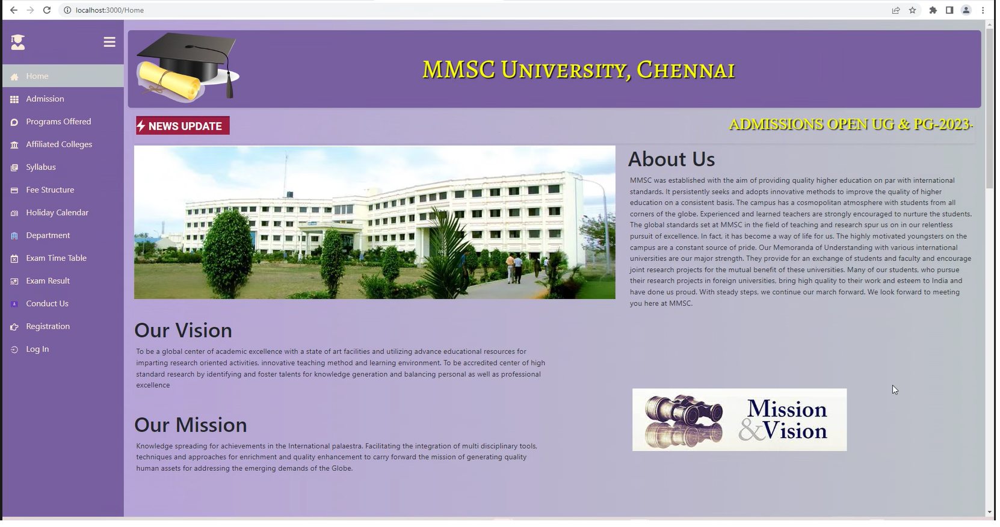 localhost:3000/Home
Home
Admission
Programs Offered
Affiliated Colleges
Syllabus
Fee Structure
Holiday Calendar
Department
Exam Time Table
Exam Result
Conduct Us
Registration
Log In
MMSC University, Chennai
NEWS UPDATE
ADMISSIONS OPEN UG & PG-2023-
About Us
MMSC was established with the aim of providing quality higher education on par with international
standards. It persistently seeks and adopts innovative methods to improve the quality of higher
education on a consistent basis. The campus has a cosmopolitan atmosphere with students from all
corners of the globe. Experienced and learned teachers are strongly encouraged to nurture the students.
The global standards set at MMSC in the field of teaching and research spur us on in our relentless
pursuit of excellence. In fact, it has become a way of life for us. The highly motivated youngsters on the
campus are a constant source of pride. Our Memoranda of Understanding with various international
universities are our major strength. They provide for an exchange of students and faculty and encourage
joint research projects for the mutual benefit of these universities. Many of our students, who pursue
their research projects in foreign universities, bring high quality to their work and esteem to India and
have done us proud. With steady steps, we continue our march forward. We look forward to meeting
you here at MMSC.
Our Vision
To be a global center of academic excellence with a state of art facilities and utilizing advance educational resources for
imparting research oriented activities, innovative teaching method and learning environment. To be accredited center of high
standard research by identifying and foster talents for knowledge generation and balancing personal as well as professional
excellence
Our Mission
Knowledge spreading for achievements in the International palaestra. Facilitating the integration of multi disciplinary tools,
techniques and approaches for enrichment and quality enhancement to carry forward the mission of generating quality
human assets for addressing the emerging demands of the Globe.
Mission
&Vision